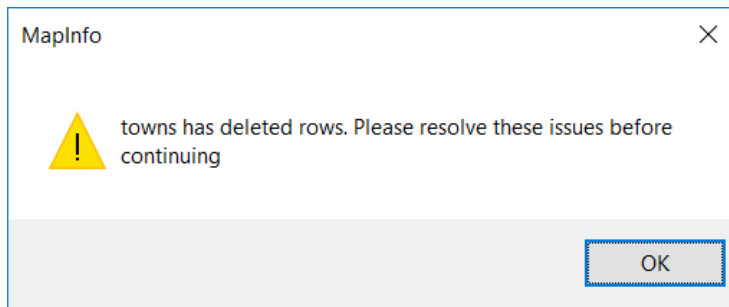 MapInfo
towns has deleted rows. Please resolve these issues before
continuing
OK